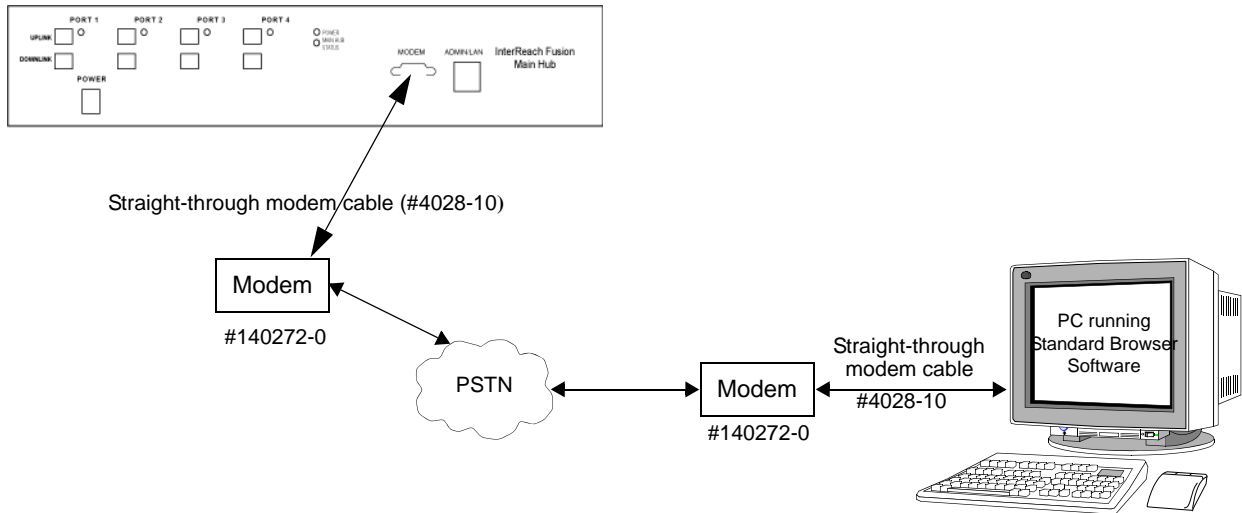 PORT 1 PORT 2 PORT 3 PORT 4
UPLINK
POWER
MAIN HUB
STATUS
DOWNLINK
POWER
MODEM
ADMIN/LAN
InterReach Fusion
Main Hub
Straight-through modem cable (#4028-10)
Modem
#140272-0
PSTN
Modem
#140272-0
Straight-through
modem cable
#4028-10
PC running
Standard Browser
Software